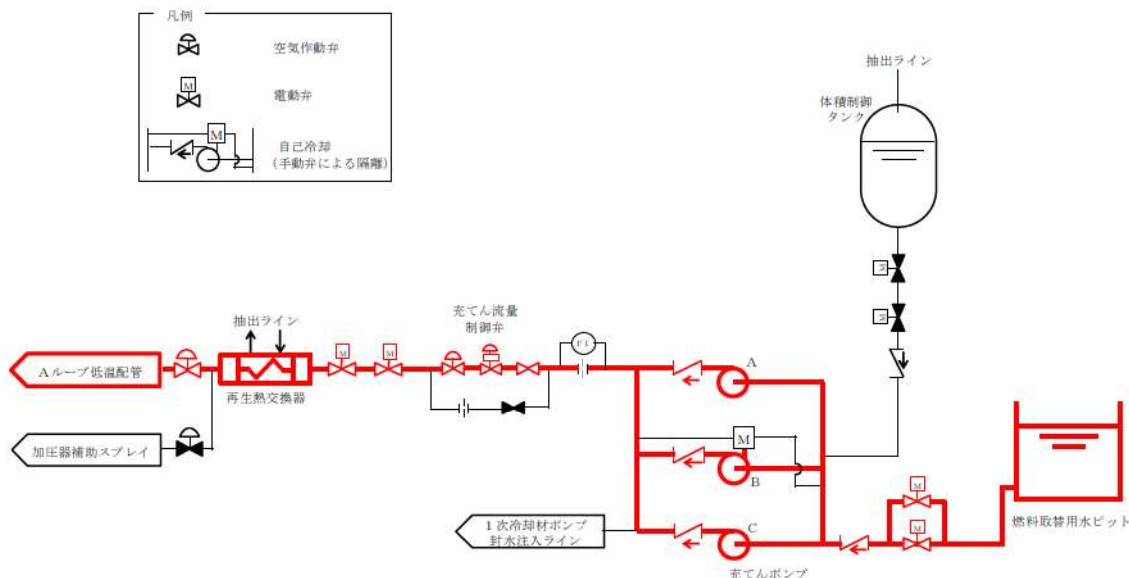 凡例
空気作動弁
M
電動弁
M
自己冷却
(手動弁による隔離)
抽出ライン
体積制御
タンク
M
M
抽出ライン
充てん流量
制御弁
FI
M
M
Aループ低温配管
再生熱交換器
A
加圧器補助スプレイ
M
B
M
M
1次冷却材ポンプ
封水注入ライン
C
充てんポンプ
燃料取替用水ピット